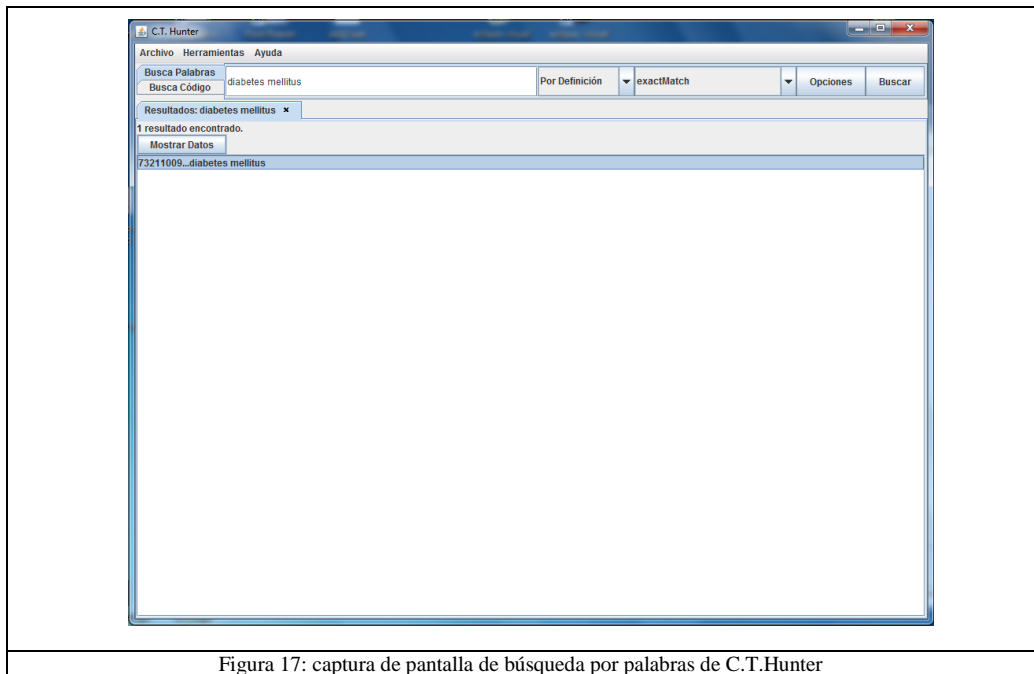 C.T. Hunter
Archivo Herramientas Ayuda
Busca Palabras
Busca Código
diabetes mellitus
Por Definición
exactMatch
Opciones
Buscar
Resultados: diabetes mellitus ×
1 resultado encontrado.
Mostrar Datos
73211009...diabetes mellitus
Figura 17: captura de pantalla de búsqueda por palabras de C.T.Hunter